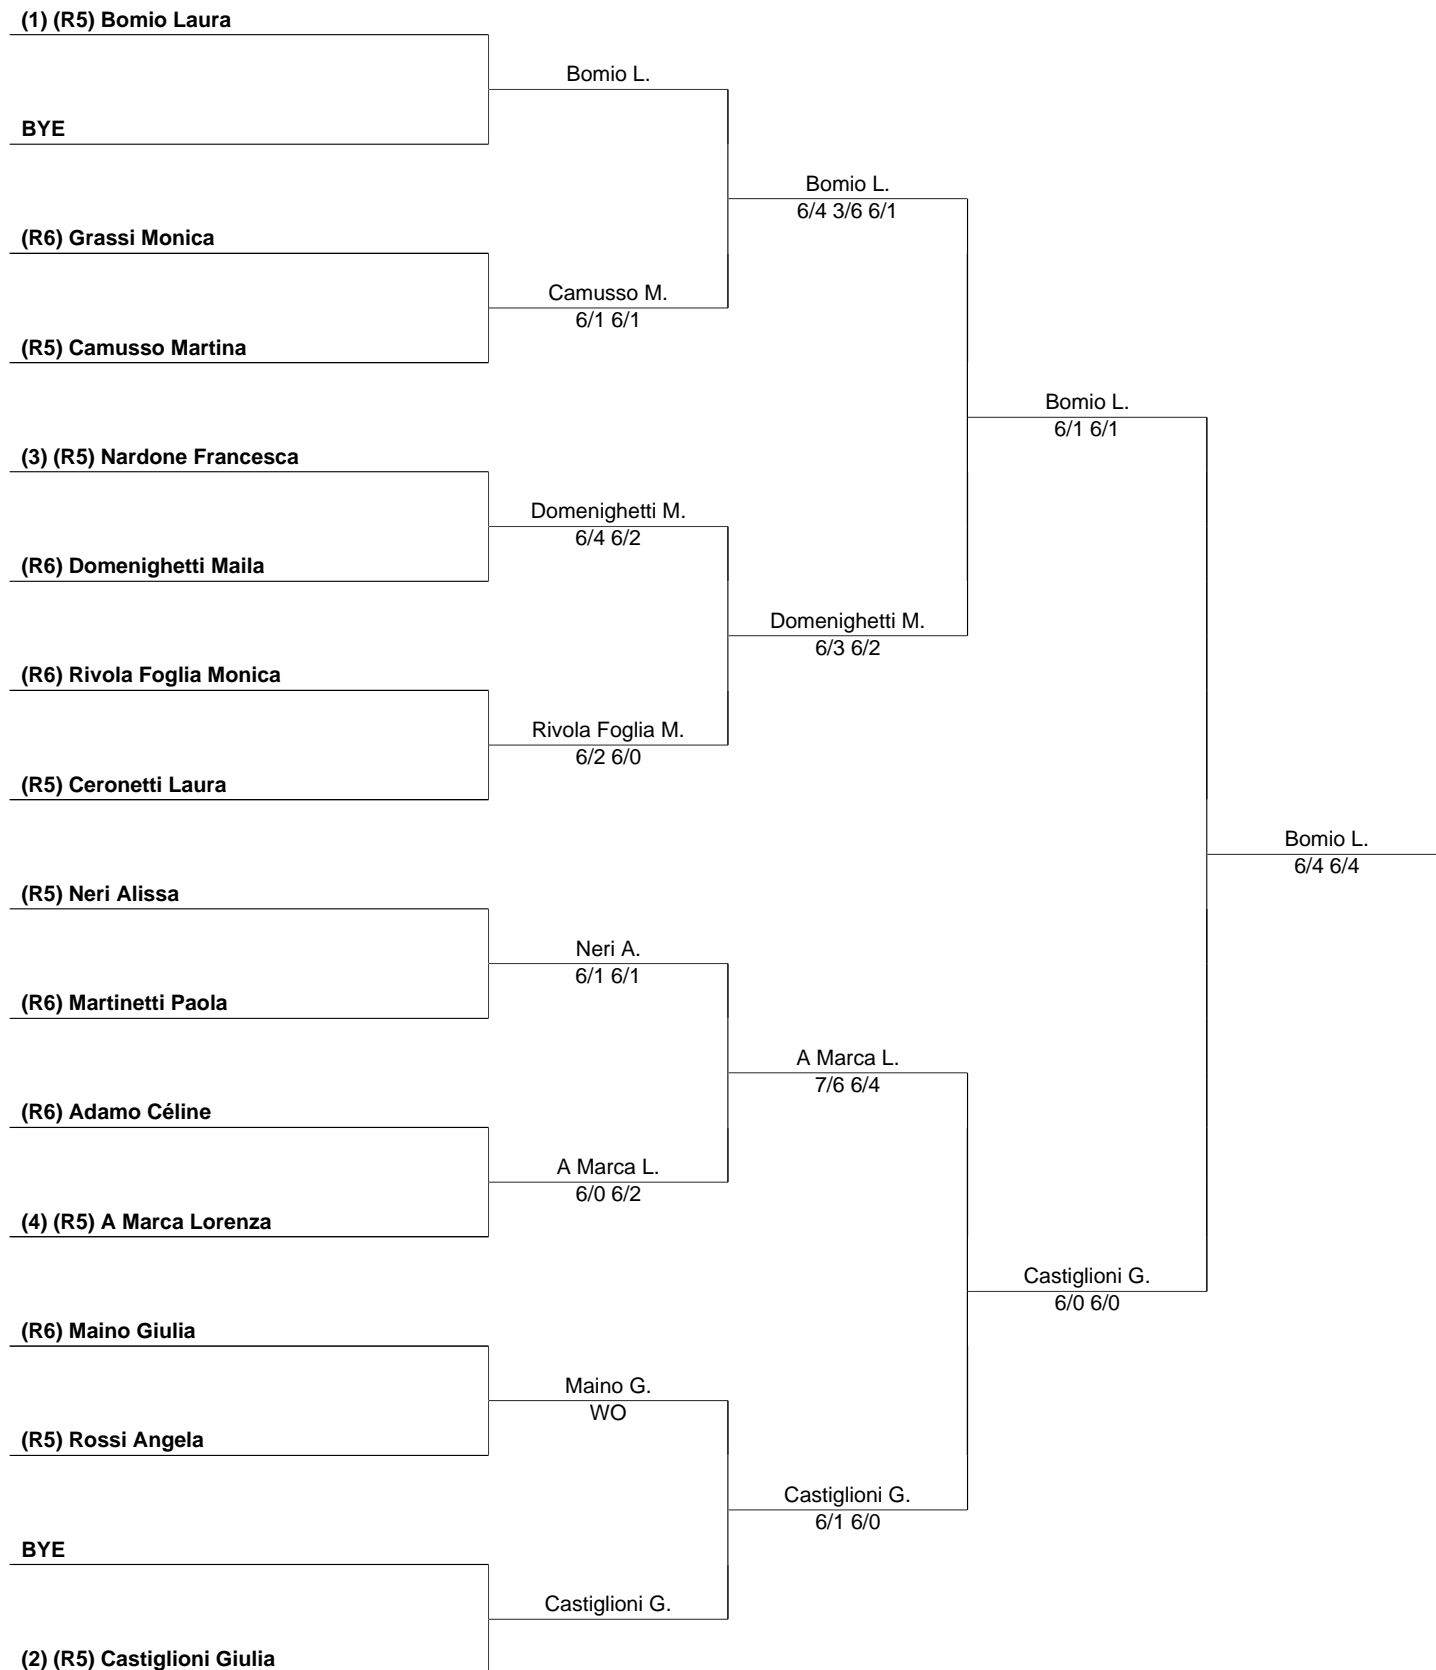 (1) (R5) Bomio Laura
Bomio L.
BYE
Bomio L.
6/4 3/6 6/1
(R6) Grassi Monica
Camusso M.
6/1 6/1
(R5) Camusso Martina
Bomio L.
6/1 6/1
(3) (R5) Nardone Francesca
Domenighetti M.
6/4 6/2
(R6) Domenighetti Maila
Domenighetti M.
6/3 6/2
(R6) Rivola Foglia Monica
Rivola Foglia M.
6/2 6/0
(R5) Ceronetti Laura
Bomio L.
6/4 6/4
(R5) Neri Alissa
Neri A.
6/1 6/1
(R6) Martinetti Paola
A Marca L.
7/6 6/4
(R6) Adamo Céline
A Marca L.
6/0 6/2
(4) (R5) A Marca Lorenza
Castiglioni G.
6/0 6/0
(R6) Maino Giulia
Maino G.
WO
(R5) Rossi Angela
Castiglioni G.
6/1 6/0
BYE
Castiglioni G.
(2) (R5) Castiglioni Giulia